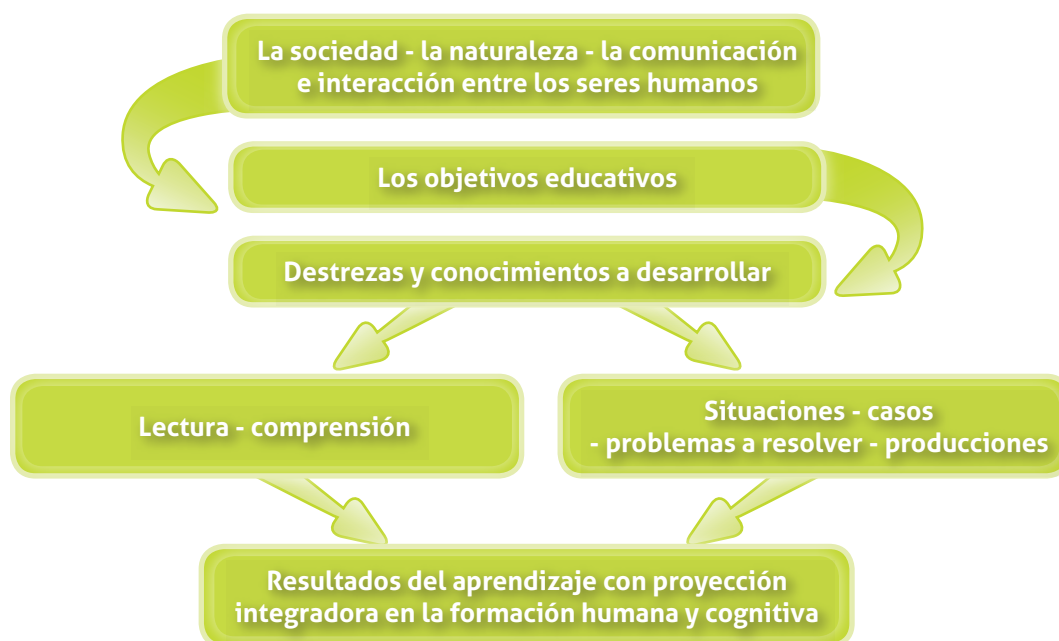 La sociedad - la naturaleza - la comunicación
e interacción entre los seres humanos
Los objetivos educativos
Destrezas y conocimientos a desarrollar
Lectura - comprensión
Situaciones - casos
- problemas a resolver - producciones
Resultados del aprendizaje con proyección
integradora en la formación humana y cognitiva